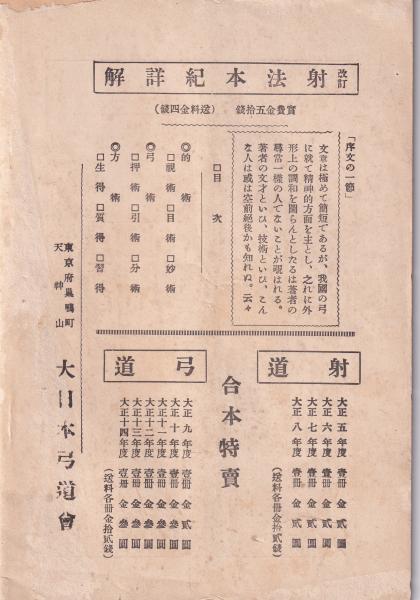 改訂 射法本紀詳解
實費金五拾錢 （送料金四錢）
「序文の一節」
文章は極めて簡短であるが、我國の弓
に就て精神的方面を主とし、之れに外
形上の調和を圖らんとしたるは著者の
尋常一樣の人でないことが覗はれる。
著者の文才といひ、技術といひ、こん
な人は或は空前絕後かも知れぬ。云々
□目 次
◎的 術
□視術□目術□妙術
◎弓 術
□押術□引術□分術
◎方 術
□生得□質得□習得
射道
大正五年度 壹冊 金貳圓
大正六年度 壹冊 金貳圓
大正七年度 壹冊 金貳圓
大正八年度 壹冊 金貳圓
（送料各冊金拾貳錢）
合本特賣
弓道
大正九年度 壹冊 金貳圓
大正十年度 壹冊 金參圓
大正十一年度 壹冊 金參圓
大正十二年度 壹冊 金參圓
大正十三年度 壹冊 金參圓
大正十四年度 壹冊 金參圓
（送料各冊金拾貳錢）
東京府巢鴨町
天神山
大日本弓道會